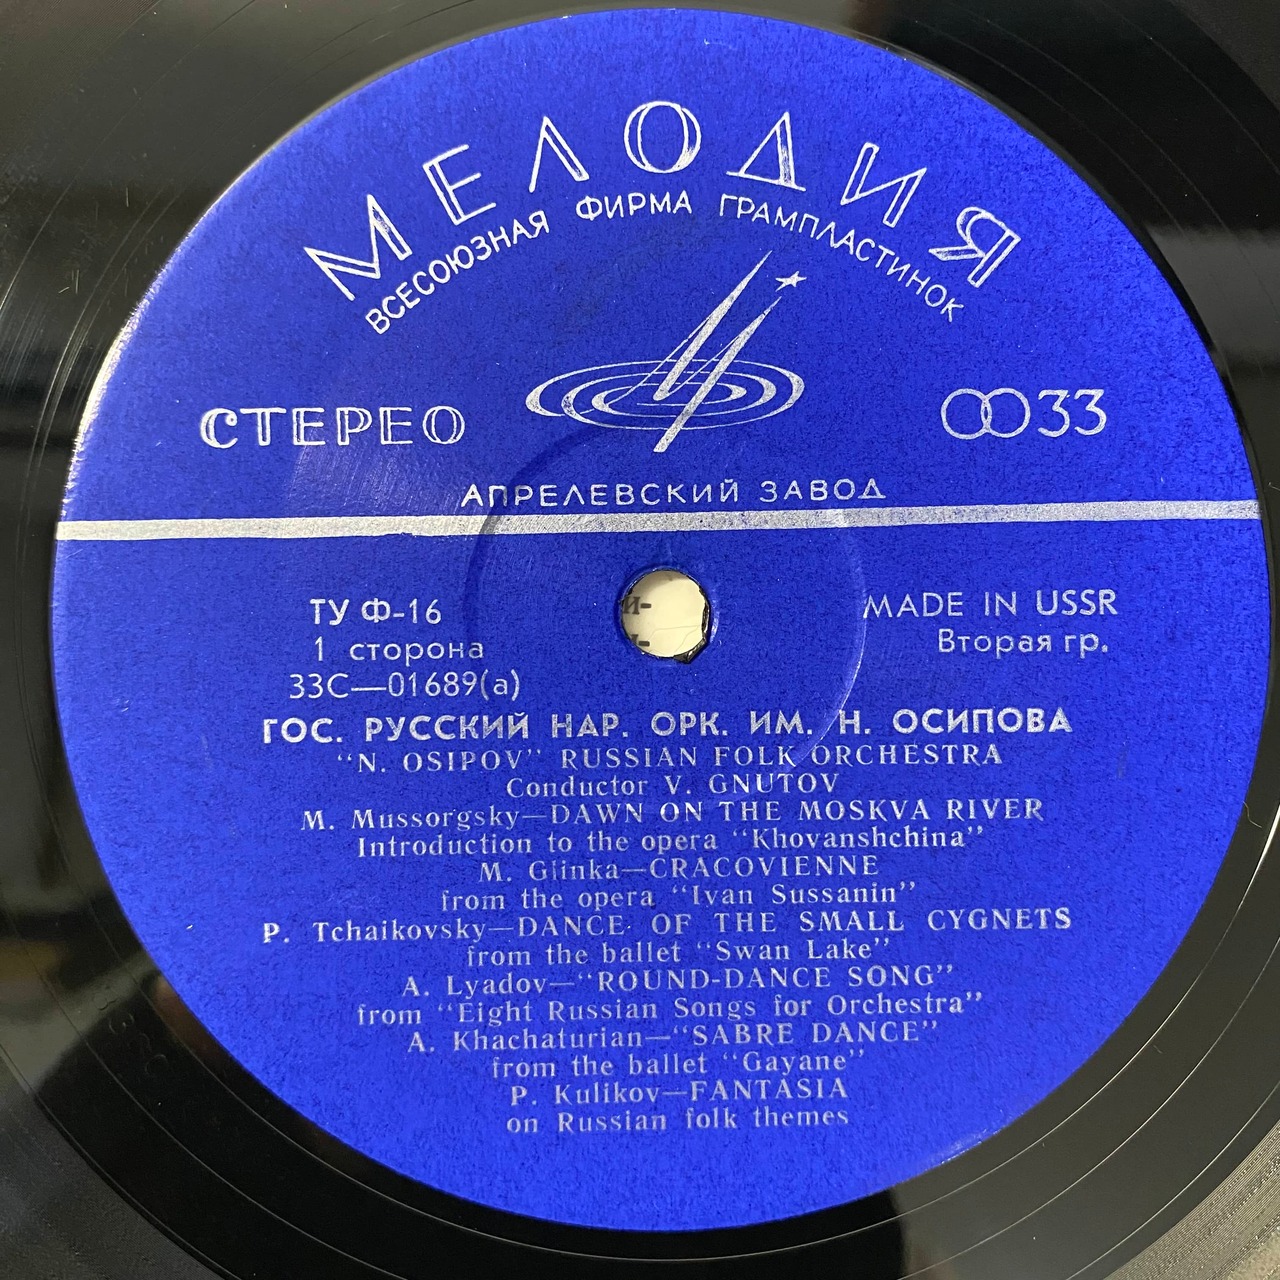 МЕЛОДИЯ
ВСЕСОЮЗНАЯ ФИРМА ГРАМПЛАСТИНОК
СТЕРЕО
33
АПРЕЛЕВСКИЙ ЗАВОД
ТУ Ф-16
1 сторона
33С—01689(а)
MADE IN USSR
Вторая гр.
ГОС. РУССКИЙ НАР. ОРК. ИМ. Н. ОСИПОВА
“N. OSIPOV” RUSSIAN FOLK ORCHESTRA
Conductor V. GNUTOV
M. Mussorgsky—DAWN ON THE MOSKVA RIVER
Introduction to the opera “Khovanshchina”
M. Glinka—CRACOVIENNE
from the opera “Ivan Sussanin”
P. Tchaikovsky—DANCE OF THE SMALL CYGNETS
from the ballet “Swan Lake”
A. Lyadov—“ROUND-DANCE SONG”
from “Eight Russian Songs for Orchestra”
A. Khachaturian—“SABRE DANCE”
from the ballet “Gayane”
P. Kulikov—FANTASIA
on Russian folk themes